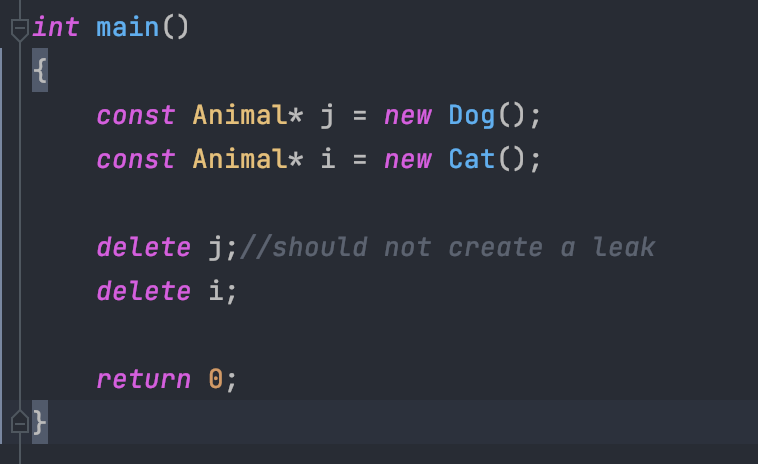 int main()
{
    const Animal* j = new Dog();
    const Animal* i = new Cat();

    delete j;//should not create a leak
    delete i;

    return 0;
}